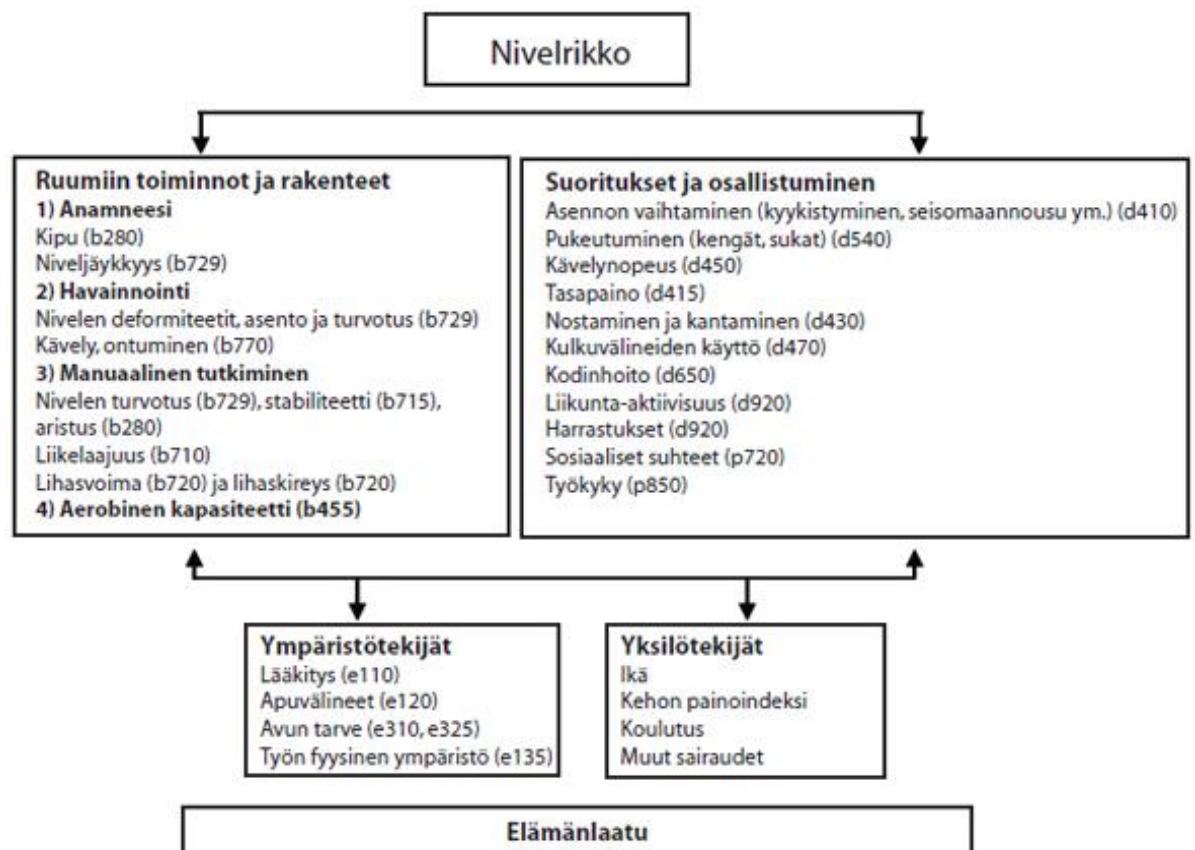 Nivelrikko
Ruumiin toiminnot ja rakenteet
1) Anamneesi
Kipu (b280)
Niveljäykkyys (b729)
2) Havainnointi
Nivelen deformiteetit, asento ja turvotus (b729)
Kävely, ontuminen (b770)
3) Manuaalinen tutkiminen
Nivelen turvotus (b729), stabiliteetti (b715),
aristus (b280)
Liikelaajuus (b710)
Lihasvoima (b720) ja lihaskireys (b720)
4) Aerobinen kapasiteetti (b455)
Suoritukset ja osallistuminen
Asennon vaihtaminen (kyykistyminen, seisomaannousu ym.) (d410)
Pukeutuminen (kengät, sukat) (d540)
Kävelynopeus (d450)
Tasapaino (d415)
Nostaminen ja kantaminen (d430)
Kulkuvälineiden käyttö (d470)
Kodinhoito (d650)
Liikunta-aktiivisuus (d920)
Harrastukset (d920)
Sosiaaliset suhteet (p720)
Työkyky (p850)
Ympäristötekijät
Lääkitys (e110)
Apuvälineet (e120)
Avun tarve (e310, e325)
Työn fyysinen ympäristö (e135)
Yksilötekijät
Ikä
Kehon painoindeksi
Koulutus
Muut sairaudet
Elämänlaatu